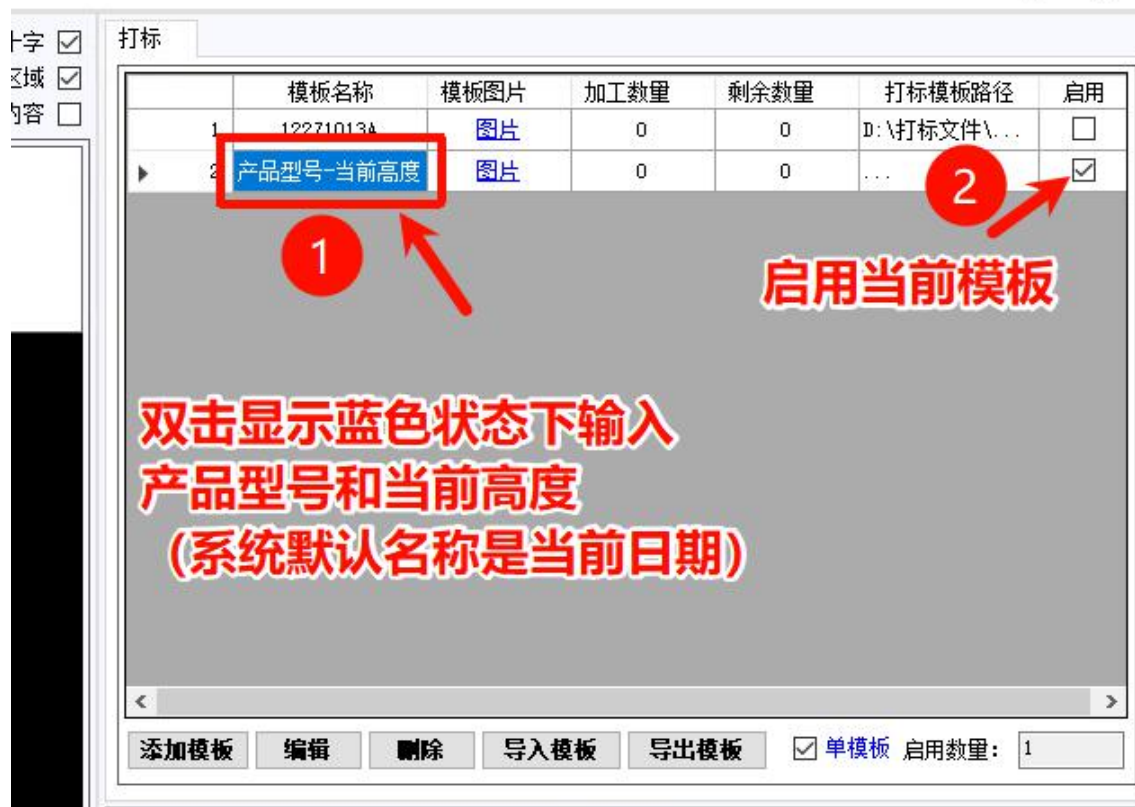 十字
区域
内容
打标
模板名称 模板图片 加工数量 剩余数量 打标模板路径 启用
1 12271013A 图片 0 0 D:\打标文件\...
2 产品型号-当前高度 图片 0 0 ...
1
2
启用当前模板
双击显示蓝色状态下输入
产品型号和当前高度
(系统默认名称是当前日期)
添加模板 编辑 删除 导入模板 导出模板 单模板 启用数量: 1